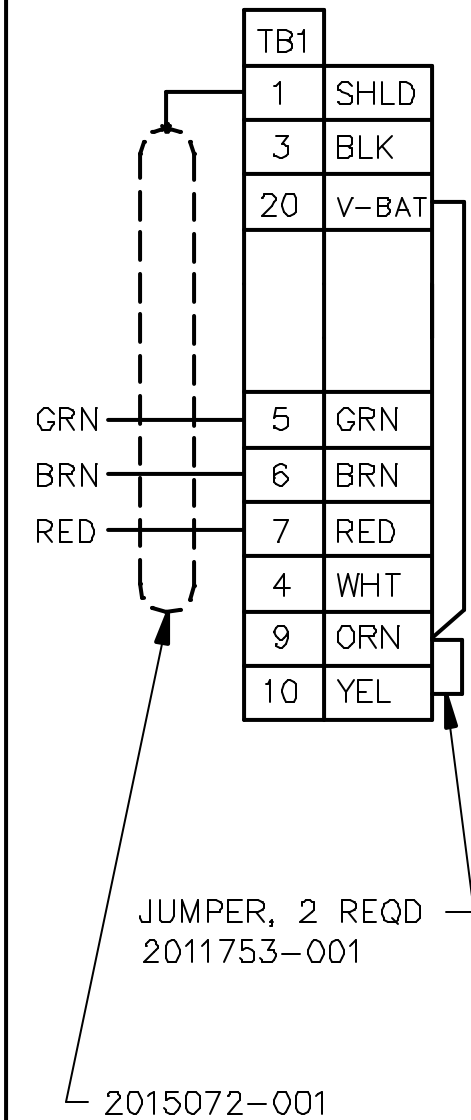 TB1
1 SHLD
3 BLK
20 V-BAT
GRN 5 GRN
BRN 6 BRN
RED 7 RED
4 WHT
9 ORN
10 YEL
JUMPER, 2 REQD
2011753-001
2015072-001